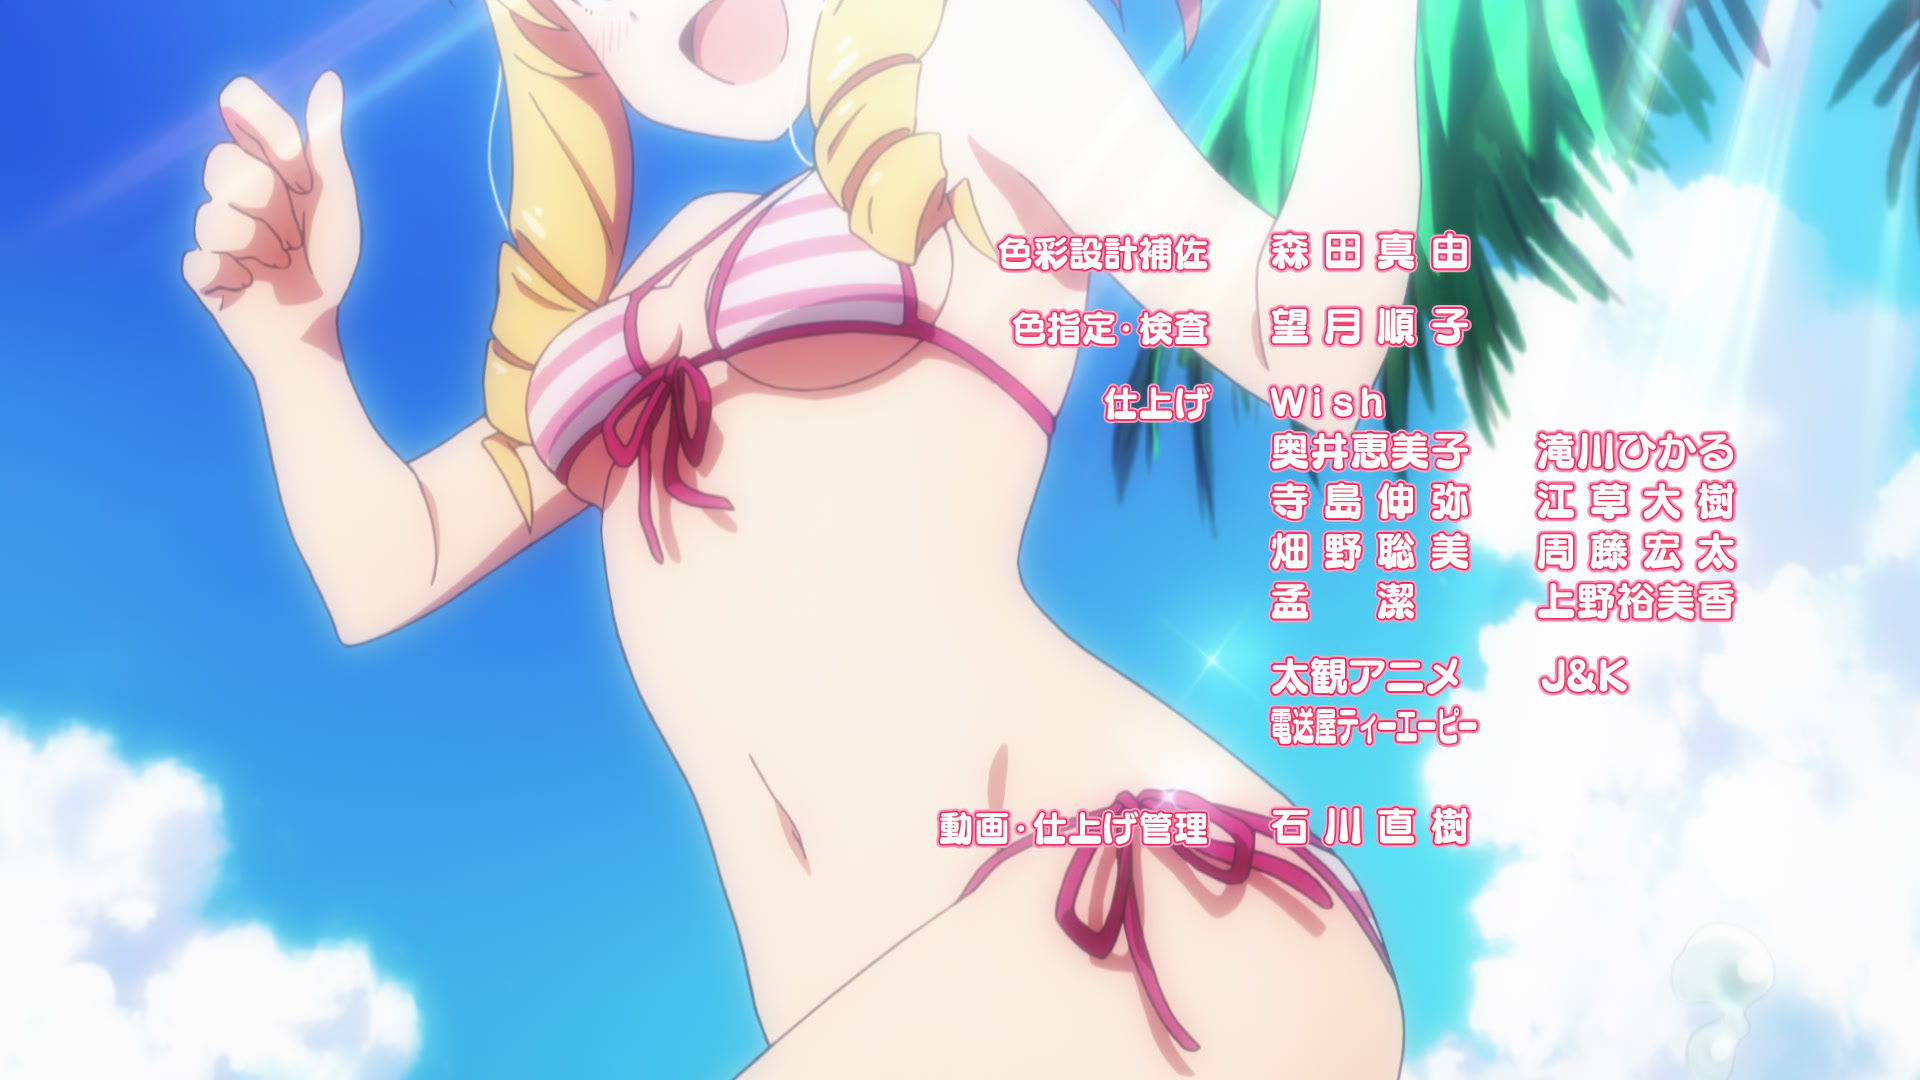 色彩設計補佐 森田真由
色指定・検査 望月順子
仕上げ Wish
奥井恵美子 滝川ひかる
寺島伸弥 江草大樹
畑野聡美 周藤宏太
孟潔 上野裕美香
太観アニメ J&K
電送屋ティーエーピー
動画・仕上げ管理 石川直樹